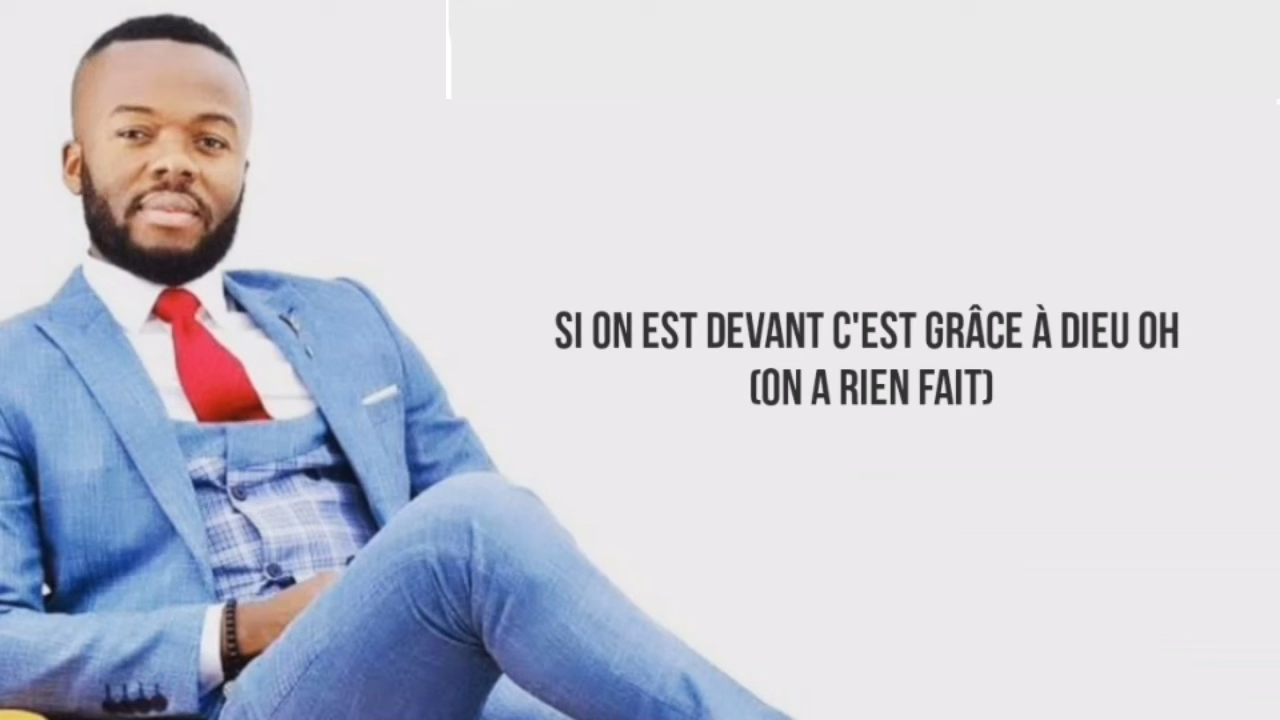 SI ON EST DEVANT C'EST GRÂCE À DIEU OH
(ON A RIEN FAIT)